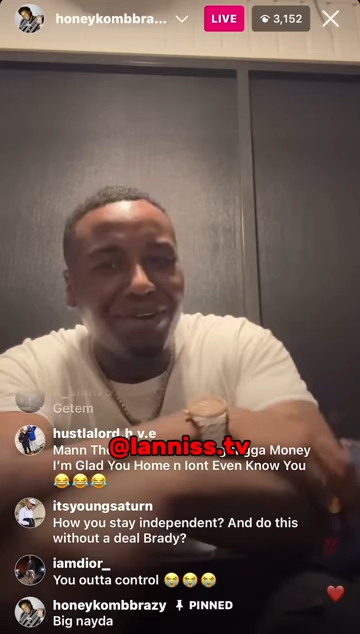 honeykombbra...
LIVE
3,152
Getem
hustlalord_b.v.e
@lanniss.tv
Mann The Money
I'm Glad You Home n Iont Even Know You
😂😂😂
itsyoungsaturn
How you stay independent? And do this
without a deal Brady?
iamdior_
You outta control 😭😭😭
honeykombbrazy PINNED
Big nayda